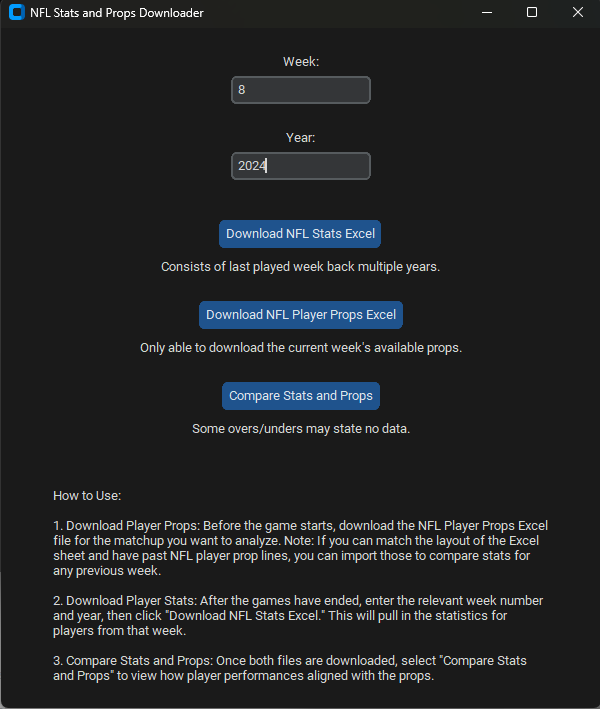 NFL Stats and Props Downloader
Week:
8
Year:
2024
Download NFL Stats Excel
Consists of last played week back multiple years.
Download NFL Player Props Excel
Only able to download the current week's available props.
Compare Stats and Props
Some overs/unders may state no data.
How to Use:
1. Download Player Props: Before the game starts, download the NFL Player Props Excel
file for the matchup you want to analyze. Note: If you can match the layout of the Excel
sheet and have past NFL player prop lines, you can import those to compare stats for
any previous week.
2. Download Player Stats: After the games have ended, enter the relevant week number
and year, then click "Download NFL Stats Excel." This will pull in the statistics for
players from that week.
3. Compare Stats and Props: Once both files are downloaded, select "Compare Stats
and Props" to view how player performances aligned with the props.